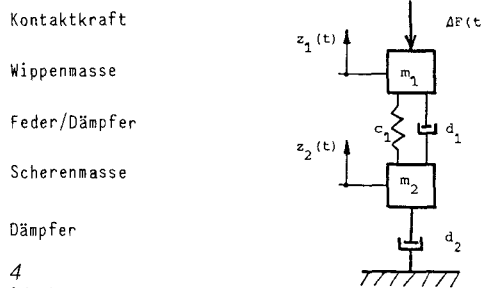 Kontaktkraft
ΔF(t
z₁(t)
Wippenmasse
m₁
Feder/Dämpfer
c₁
d₁
z₂(t)
Scherenmasse
m₂
Dämpfer
d₂
4